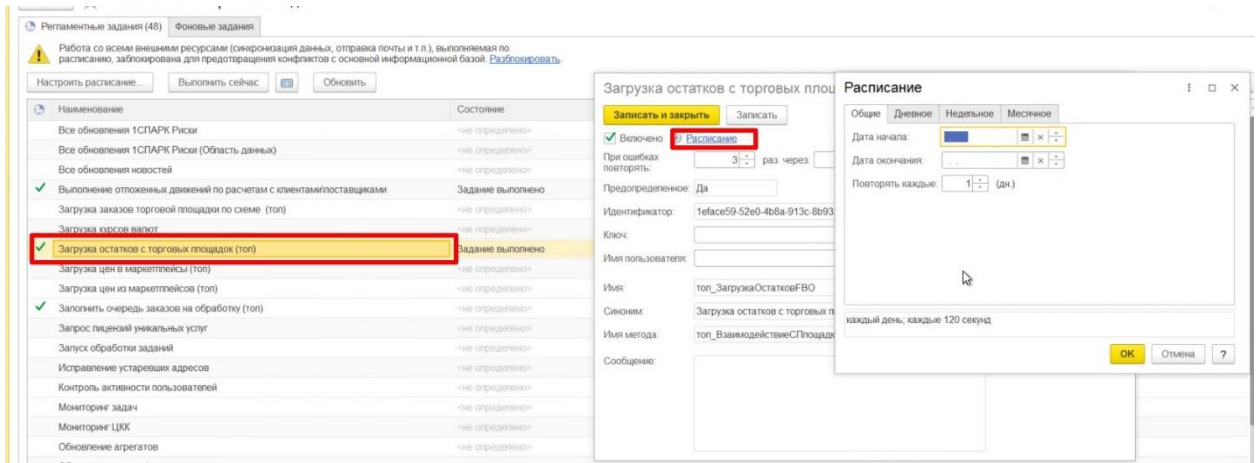 Регламентные задания (48) Фоновые задания
Работа со всеми внешними ресурсами (синхронизация данных, отправка почты и т.п.), выполняемая по
расписанию, заблокирована для предотвращения конфликтов с основной информационной базой. Разблокировать.
Настроить расписание... Выполнить сейчас Обновить
Наименование Состояние
Все обновления 1СПАРК Риски <не определено>
Все обновления 1СПАРК Риски (Область данных) <не определено>
Все обновления новостей <не определено>
Выполнение отложенных движений по расчетам с клиентами\поставщиками Задание выполнено
Загрузка заказов торговой площадки по схеме (топ) <не определено>
Загрузка курсов валют <не определено>
Загрузка остатков с торговых площадок (топ) Задание выполнено
Загрузка цен в маркетплейсы (топ) <не определено>
Загрузка цен из маркетплейсов (топ) <не определено>
Заполнить очередь заказов на обработку (топ) <не определено>
Запрос лицензий уникальных услуг <не определено>
Запуск обработки заданий <не определено>
Исправление устаревших адресов <не определено>
Контроль активности пользователей <не определено>
Мониторинг задач <не определено>
Мониторинг ЦКК <не определено>
Обновление агрегатов <не определено>
Загрузка остатков с торговых площ
Записать и закрыть Записать
Включено Расписание
При ошибках
повторять: 3 раз через:
Предопределенное: Да
Идентификатор: 1eface59-52e0-4b8a-913c-8b93
Ключ:
Имя пользователя:
Имя: топ_ЗагрузкаОстатковFBO
Синоним: Загрузка остатков с торговых п
Имя метода: топ_ВзаимодействиеСПлощадк
Сообщение:
Расписание
Общие Дневное Недельное Месячное
Дата начала:
Дата окончания: . .
Повторять каждые: 1 (дн.)
каждый день; каждые 120 секунд
OK Отмена ?